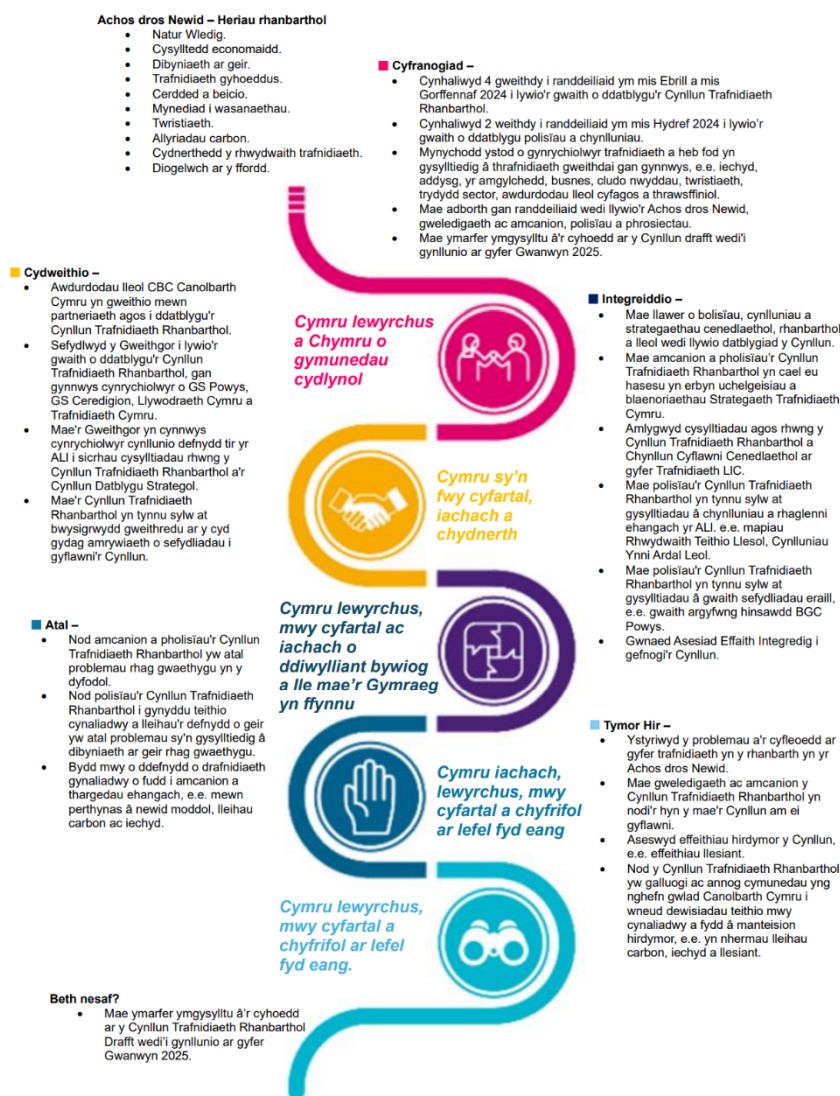 Achos dros Newid – Heriau rhanbarthol
• Natur Wledig.
• Cysylltedd economaidd.
• Dibyniaeth ar geir.
• Trafnidiaeth gyhoeddus.
• Cerdded a beicio.
• Mynediad i wasanaethau.
• Twristiaeth.
• Allyriadau carbon.
• Cydnerthedd y rhwydwaith trafnidiaeth.
• Diogelwch ar y ffordd.
Cyfranogiad –
• Cynhaliwyd 4 gweithdy i randdeiliaid ym mis Ebrill a mis
Gorffennaf 2024 i lywio'r gwaith o ddatblygu'r Cynllun Trafnidiaeth
Rhanbarthol.
• Cynhaliwyd 2 weithdy i randdeiliaid ym mis Hydref 2024 i lywio'r
gwaith o ddatblygu polisïau a chynlluniau.
• Mynychodd ystod o gynrychiolwyr trafnidiaeth a heb fod yn
gysylltiedig â thrafnidiaeth gweithdai gan gynnwys, e.e. iechyd,
addysg, yr amgylchedd, busnes, cludo nwyddau, twristiaeth,
trydydd sector, awdurdodau lleol cyfagos a thrawsffiniol.
• Mae adborth gan randdeiliaid wedi llywio'r Achos dros Newid,
gweledigaeth ac amcanion, polisïau a phrosiectau.
• Mae ymarfer ymgysylltu â'r cyhoedd ar y Cynllun drafft wedi'i
gynllunio ar gyfer Gwanwyn 2025.
Cydweithio –
• Awdurdodau lleol CBC Canolbarth
Cymru yn gweithio mewn
partneriaeth agos i ddatblygu'r
Cynllun Trafnidiaeth Rhanbarthol.
• Sefydlwyd y Gweithgor i lywio'r
gwaith o ddatblygu'r Cynllun
Trafnidiaeth Rhanbarthol, gan
gynnwys cynrychiolwyr o GS Powys,
GS Ceredigion, Llywodraeth Cymru a
Trafnidiaeth Cymru.
• Mae'r Gweithgor yn cynnwys
cynrychiolwyr cynllunio defnydd tir yr
ALl i sicrhau cysylltiadau rhwng y
Cynllun Trafnidiaeth Rhanbarthol a'r
Cynllun Datblygu Strategol.
• Mae'r Cynllun Trafnidiaeth
Rhanbarthol yn tynnu sylw at
bwysigrwydd gweithredu ar y cyd
gydag amrywiaeth o sefydliadau i
gyflawni'r Cynllun.
Cymru lewyrchus
a Chymru o
gymunedau
cydlynol
Integreiddio –
• Mae llawer o bolisïau, cynlluniau a
strategaethau cenedlaethol, rhanbarthol
a lleol wedi llywio datblygiad y Cynllun.
• Mae amcanion a pholisïau'r Cynllun
Trafnidiaeth Rhanbarthol yn cael eu
hasesu yn erbyn uchelgeisiau a
blaenoriaethau Strategaeth Trafnidiaeth
Cymru.
• Amlygwyd cysylltiadau agos rhwng y
Cynllun Trafnidiaeth Rhanbarthol a
Chynllun Cyflawni Cenedlaethol ar
gyfer Trafnidiaeth LlC.
• Mae polisïau'r Cynllun Trafnidiaeth
Rhanbarthol yn tynnu sylw at
gysylltiadau â chynlluniau a rhaglenni
ehangach yr ALl. e.e. mapiau
Rhwydwaith Teithio Llesol, Cynlluniau
Ynni Ardal Leol.
• Mae polisïau'r Cynllun Trafnidiaeth
Rhanbarthol yn tynnu sylw at
gysylltiadau â gwaith sefydliadau eraill,
e.e. gwaith argyfwng hinsawdd BGC
Powys.
• Gwnaed Asesiad Effaith Integredig i
gefnogi'r Cynllun.
Cymru sy'n
fwy cyfartal,
iachach a
chydnerth
Cymru lewyrchus,
mwy cyfartal ac
iachach o
ddiwylliant bywiog
a lle mae'r Gymraeg
yn ffynnu
Atal –
• Nod amcanion a pholisïau'r Cynllun
Trafnidiaeth Rhanbarthol yw atal
problemau rhag gwaethygu yn y
dyfodol.
• Nod polisïau'r Cynllun Trafnidiaeth
Rhanbarthol i gynyddu teithio
cynaliadwy a lleihau'r defnydd o geir
yw atal problemau sy'n gysylltiedig â
dibyniaeth ar geir rhag gwaethygu.
• Bydd mwy o ddefnydd o drafnidiaeth
gynaliadwy o fudd i amcanion a
thargedau ehangach, e.e. mewn
perthynas â newid moddol, lleihau
carbon ac iechyd.
Cymru iachach,
lewyrchus, mwy
cyfartal a chyfrifol
ar lefel fyd eang
Tymor Hir –
• Ystyriwyd y problemau a'r cyfleoedd ar
gyfer trafnidiaeth yn y rhanbarth yn yr
Achos dros Newid.
• Mae gweledigaeth ac amcanion y
Cynllun Trafnidiaeth Rhanbarthol yn
nodi'r hyn y mae'r Cynllun am ei
gyflawni.
• Aseswyd effeithiau hirdymor y Cynllun,
e.e. effeithiau llesiant.
• Nod y Cynllun Trafnidiaeth Rhanbarthol
yw galluogi ac annog cymunedau yng
nghefn gwlad Canolbarth Cymru i
wneud dewisiadau teithio mwy
cynaliadwy a fydd â manteision
hirdymor, e.e. yn nhermau lleihau
carbon, iechyd a llesiant.
Cymru lewyrchus,
mwy cyfartal a
chyfrifol ar lefel
fyd eang.
Beth nesaf?
• Mae ymarfer ymgysylltu â'r cyhoedd
ar y Cynllun Trafnidiaeth Rhanbarthol
Drafft wedi'i gynllunio ar gyfer
Gwanwyn 2025.